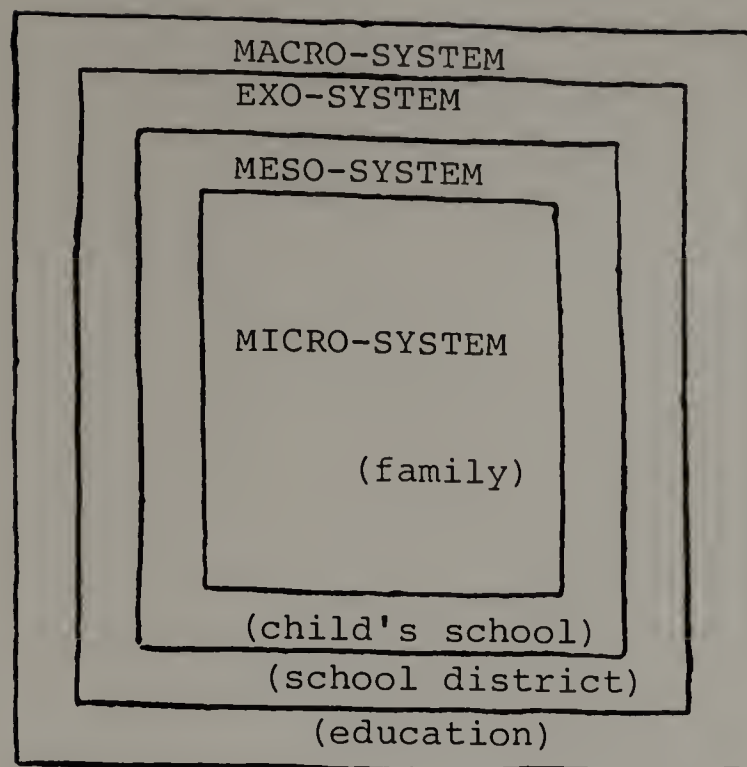 MACRO-SYSTEM
EXO-SYSTEM
MESO-SYSTEM
MICRO-SYSTEM
(family)
(child's school)
(school district)
(education)